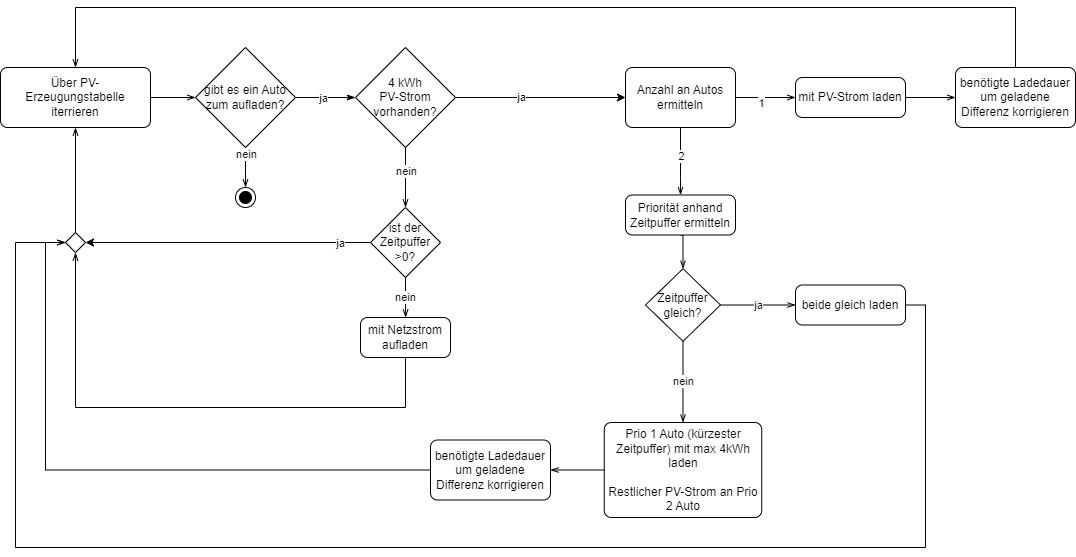 Über PV-
Erzeugungstabelle
iterrieren
gibt es ein Auto
zum aufladen?
ja
4 kWh
PV-Strom
vorhanden?
ja
Anzahl an Autos
ermitteln
1
mit PV-Strom laden
benötigte Ladedauer
um geladene
Differenz korrigieren
nein
nein
2
Priorität anhand
Zeitpuffer ermitteln
ist der
Zeitpuffer
>0?
ja
nein
Zeitpuffer
gleich?
ja
beide gleich laden
mit Netzstrom
aufladen
nein
Prio 1 Auto (kürzester
Zeitpuffer) mit max 4kWh
laden
Restlicher PV-Strom an Prio
2 Auto
benötigte Ladedauer
um geladene
Differenz korrigieren